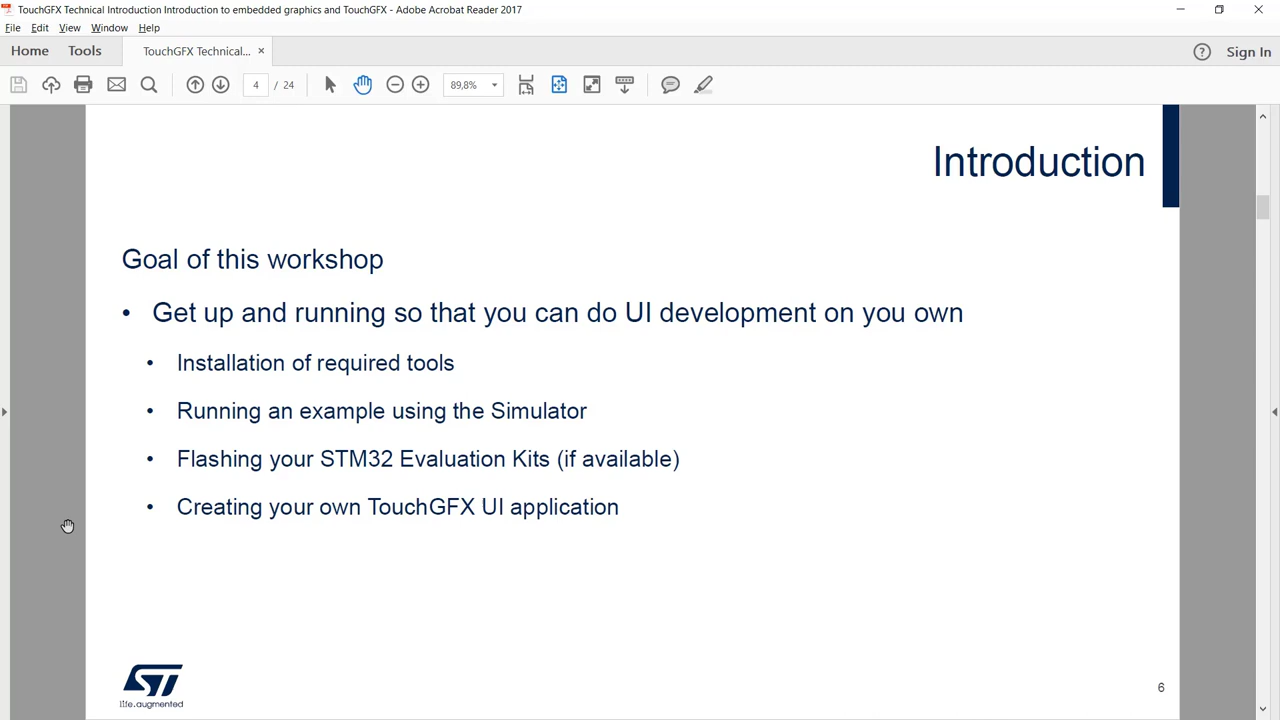 TouchGFX Technical Introduction Introduction to embedded graphics and TouchGFX - Adobe Acrobat Reader 2017
File Edit View Window Help
Home Tools TouchGFX Technical... × Sign In
4 / 24 89,8%
Introduction
Goal of this workshop
• Get up and running so that you can do UI development on you own
• Installation of required tools
• Running an example using the Simulator
• Flashing your STM32 Evaluation Kits (if available)
• Creating your own TouchGFX UI application
ST
life.augmented
6